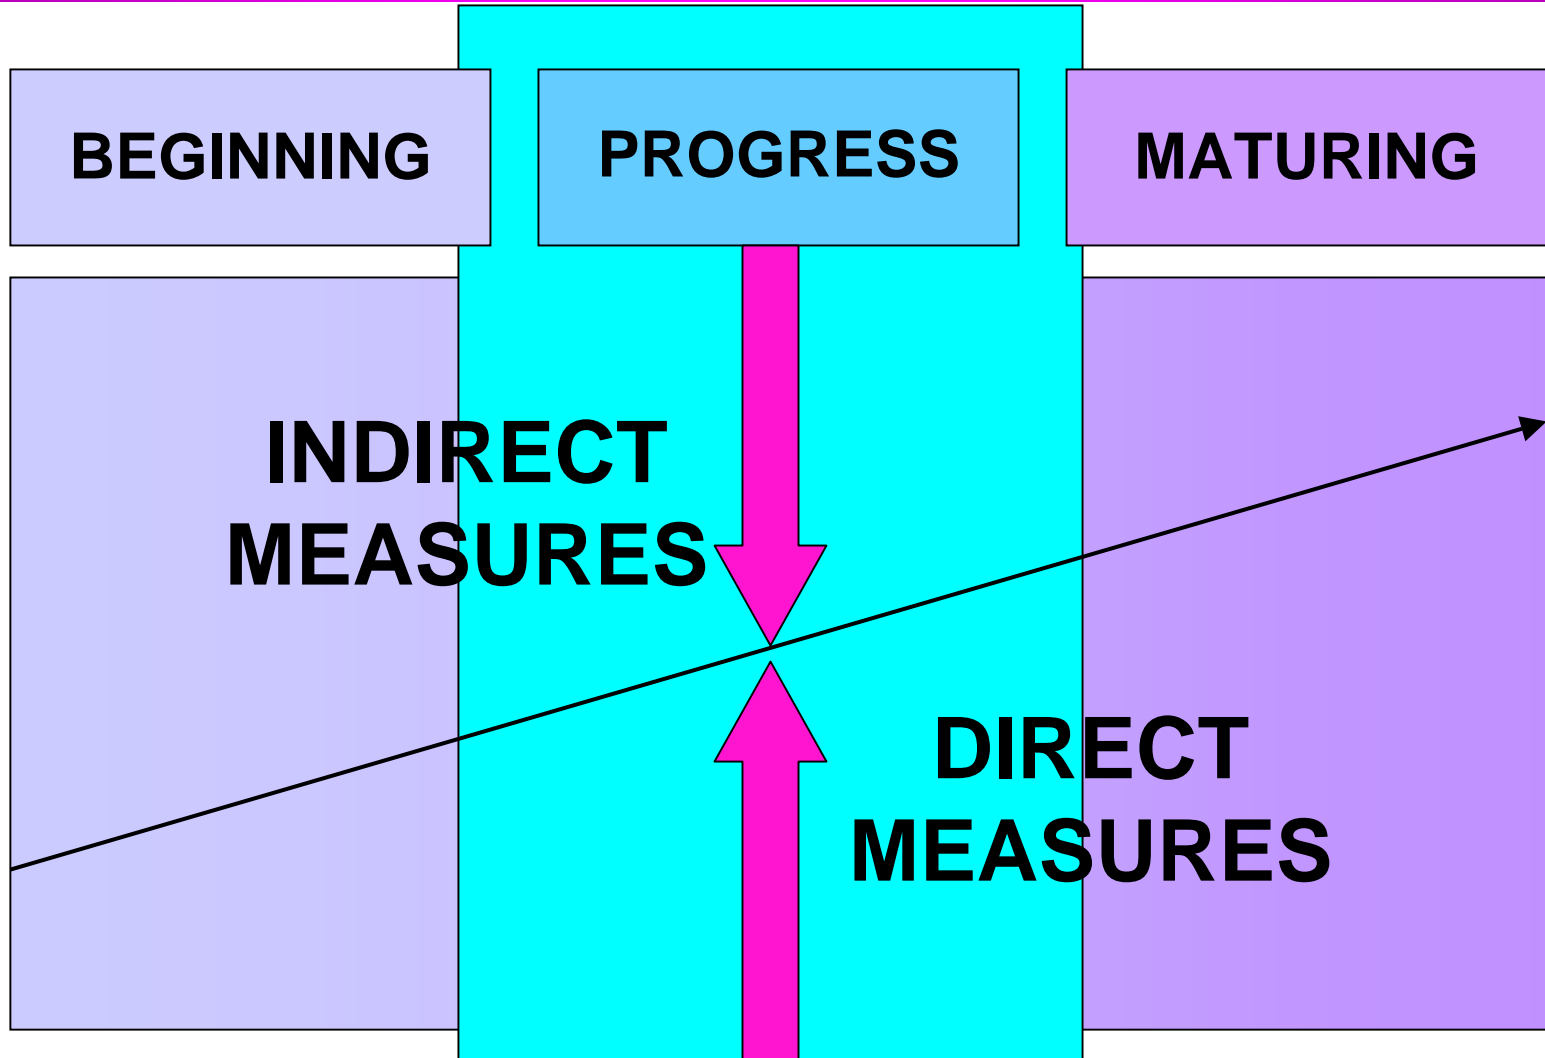 BEGINNING
PROGRESS
MATURING
INDIRECT
MEASURES
DIRECT
MEASURES